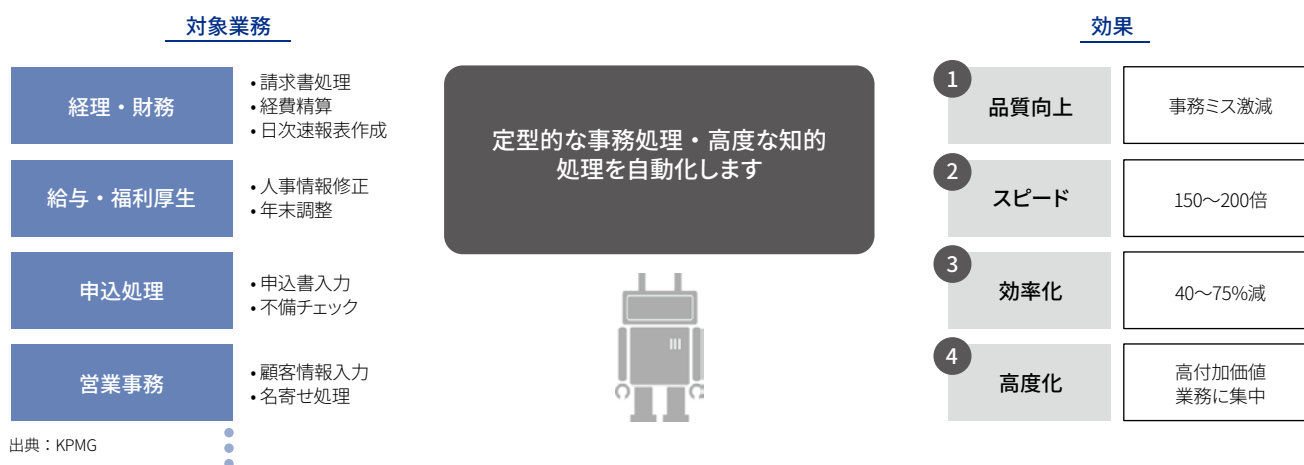 対象業務
経理・財務
• 請求書処理
• 経費精算
• 日次速報表作成
給与・福利厚生
• 人事情報修正
• 年末調整
申込処理
• 申込書入力
• 不備チェック
営業事務
• 顧客情報入力
• 名寄せ処理
出典：KPMG
定型的な事務処理・高度な知的
処理を自動化します
効果
1
品質向上
事務ミス激減
2
スピード
150～200倍
3
効率化
40～75%減
4
高度化
高付加価値
業務に集中